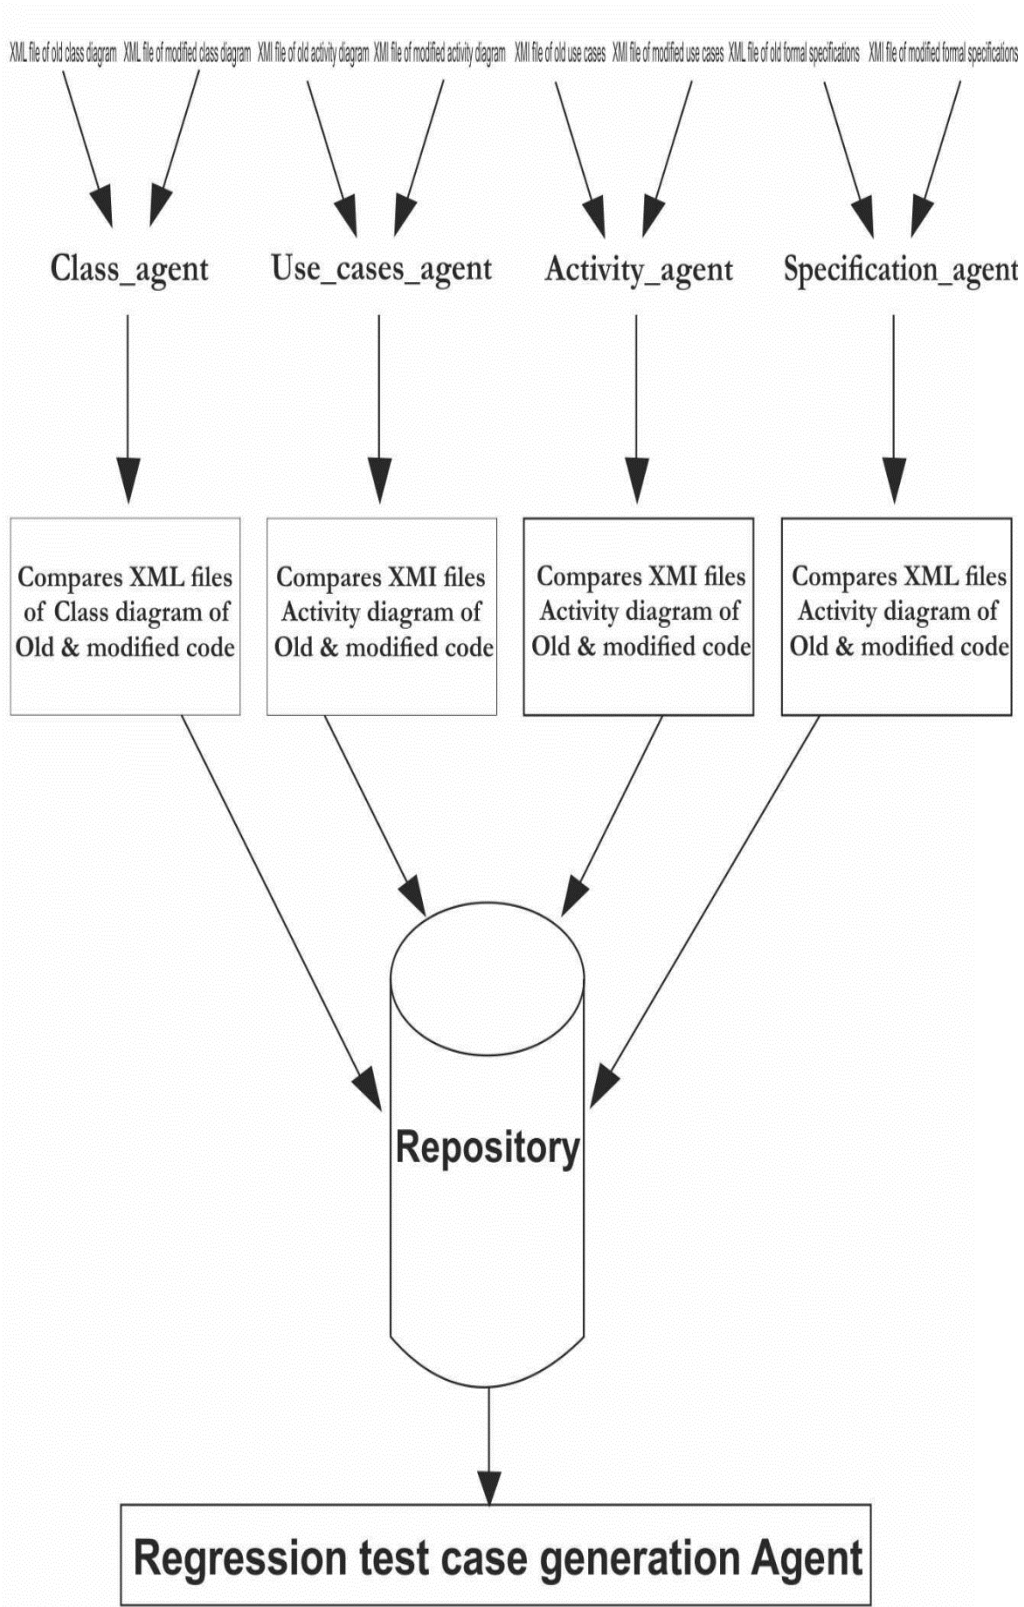 XML file of old class diagram XML file of modified class diagram XMI file of old activity diagram XMI file of modified activity diagram XMI file of old use cases XMI file of modified use cases XML file of old formal specifications XMI file of modified formal specifications
Class_agent Use_cases_agent Activity_agent Specification_agent
Compares XML files
of Class diagram of
Old & modified code
Compares XMI files
Activity diagram of
Old & modified code
Compares XMI files
Activity diagram of
Old & modified code
Compares XML files
Activity diagram of
Old & modified code
Repository
Regression test case generation Agent